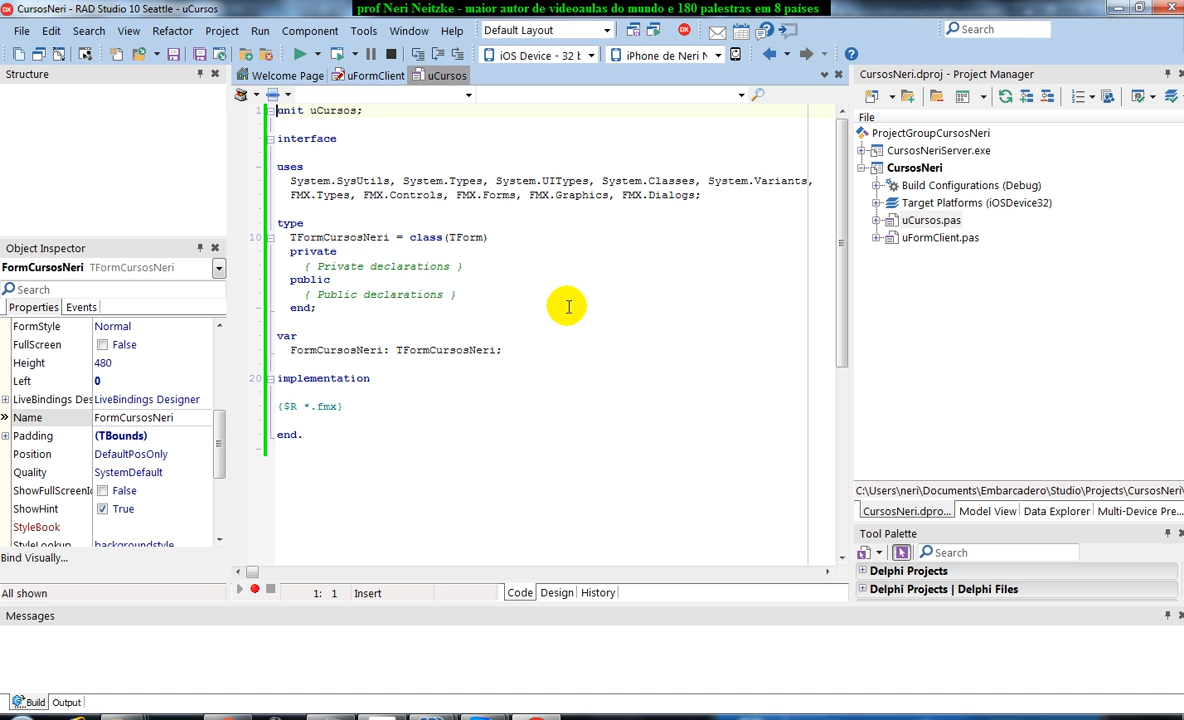 CursosNeri - RAD Studio 10 Seattle - uCursos
prof Neri Neitzke - maior autor de videoaulas do mundo e 180 palestras em 8 países
File Edit Search View Refactor Project Run Component Tools Window Help
Default Layout
Search
iOS Device - 32 b
iPhone de Neri N
Structure
Welcome Page
uFormClient
uCursos
CursosNeri.dproj - Project Manager
File
ProjectGroupCursosNeri
CursosNeriServer.exe
CursosNeri
Build Configurations (Debug)
Target Platforms (iOSDevice32)
uCursos.pas
uFormClient.pas
1
unit uCursos;
interface
uses
System.SysUtils, System.Types, System.UITypes, System.Classes, System.Variants,
FMX.Types, FMX.Controls, FMX.Forms, FMX.Graphics, FMX.Dialogs;
type
10
TFormCursosNeri = class(TForm)
private
{ Private declarations }
public
{ Public declarations }
end;
var
FormCursosNeri: TFormCursosNeri;
20
implementation
{$R *.fmx}
end.
Object Inspector
FormCursosNeri TFormCursosNeri
Search
Properties Events
FormStyle Normal
FullScreen False
Height 480
Left 0
LiveBindings Des LiveBindings Designer
Name FormCursosNeri
Padding (TBounds)
Position DefaultPosOnly
Quality SystemDefault
ShowFullScreenIc False
ShowHint True
StyleBook
StyleLookup backgroundstyle
Bind Visually...
All shown
1: 1 Insert
Code Design History
C:\Users\neri\Documents\Embarcadero\Studio\Projects\CursosNeri\
CursosNeri.dpro... Model View Data Explorer Multi-Device Pre...
Tool Palette
Search
Delphi Projects
Delphi Projects | Delphi Files
Messages
Build Output